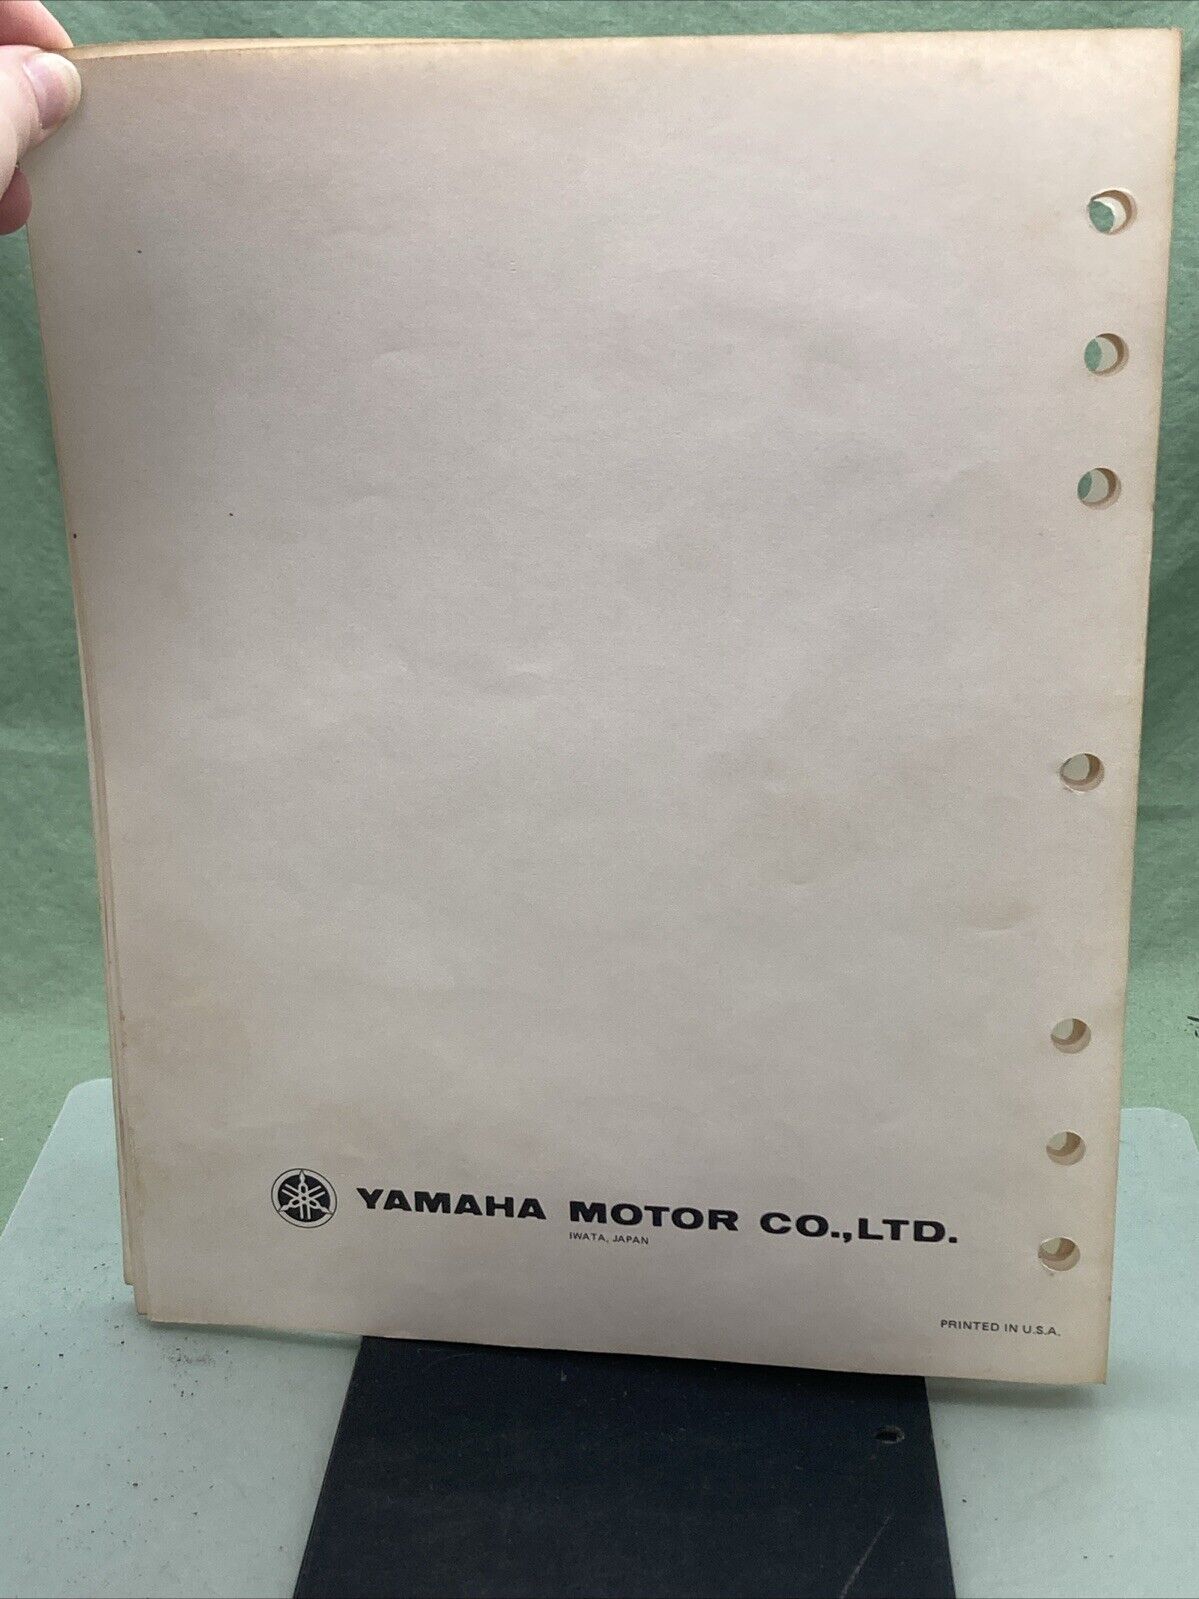 YAMAHA MOTOR CO.,LTD.
IWATA, JAPAN
PRINTED IN U.S.A.